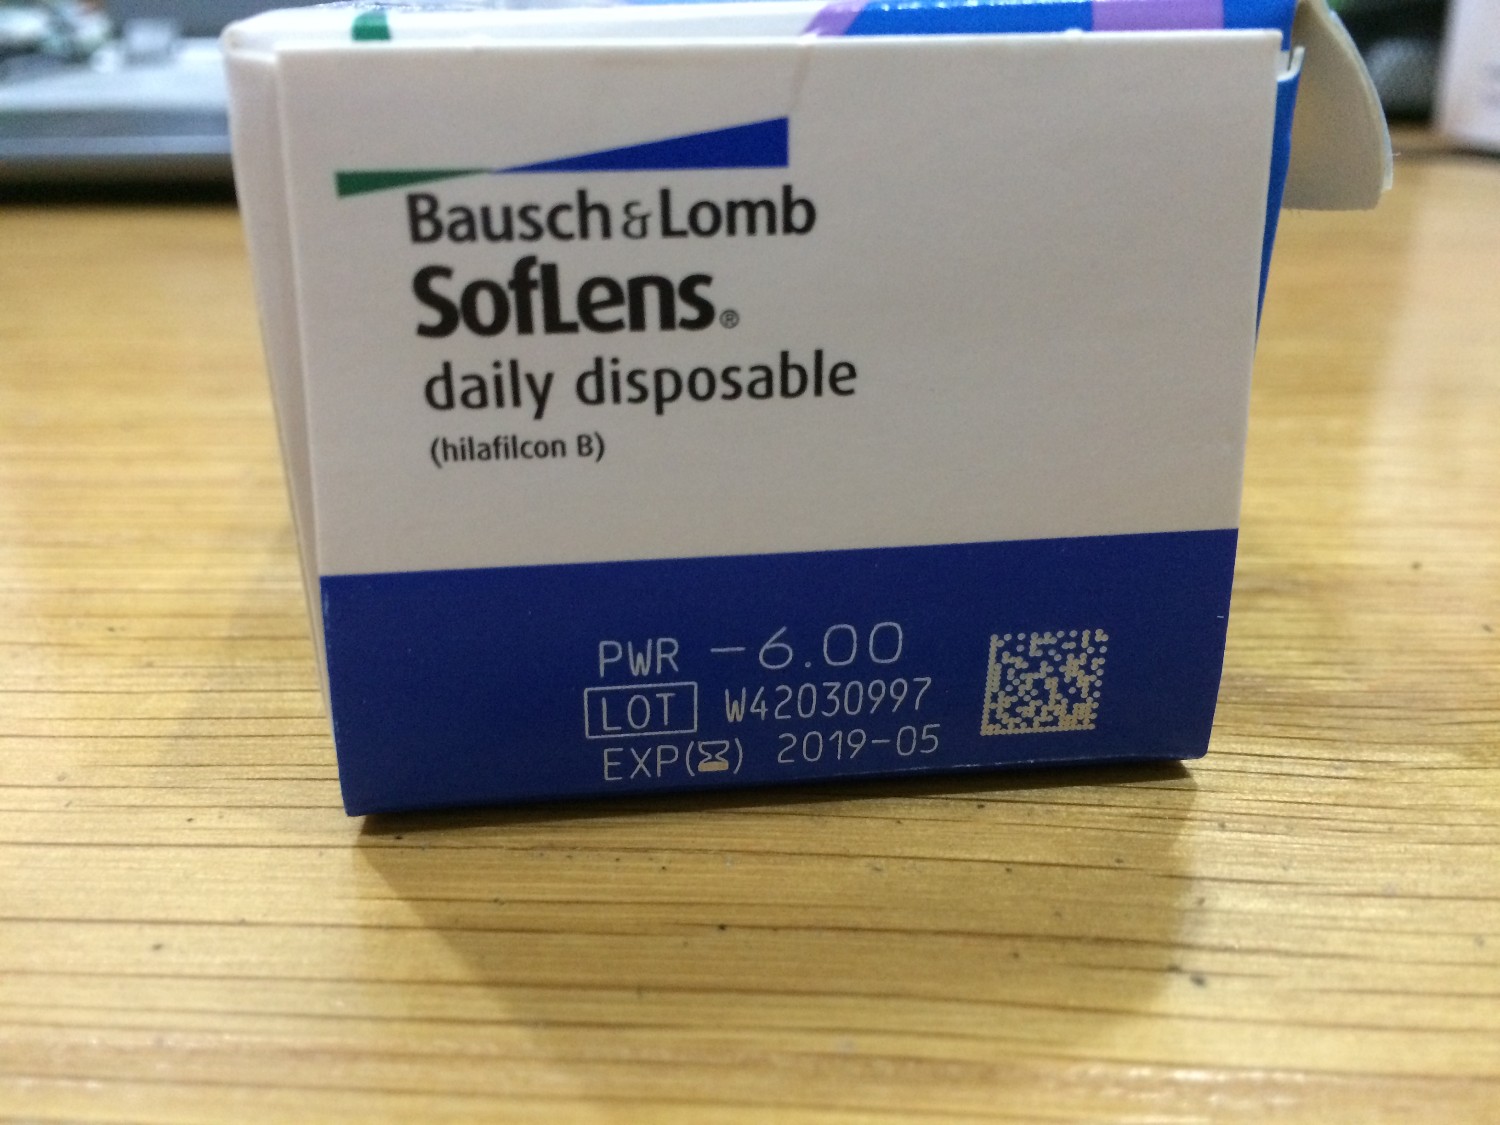 Bausch & Lomb
SofLens®
daily disposable
(hilafilcon B)
PWR -6.00
LOT W42030997
EXP(⌛) 2019-05